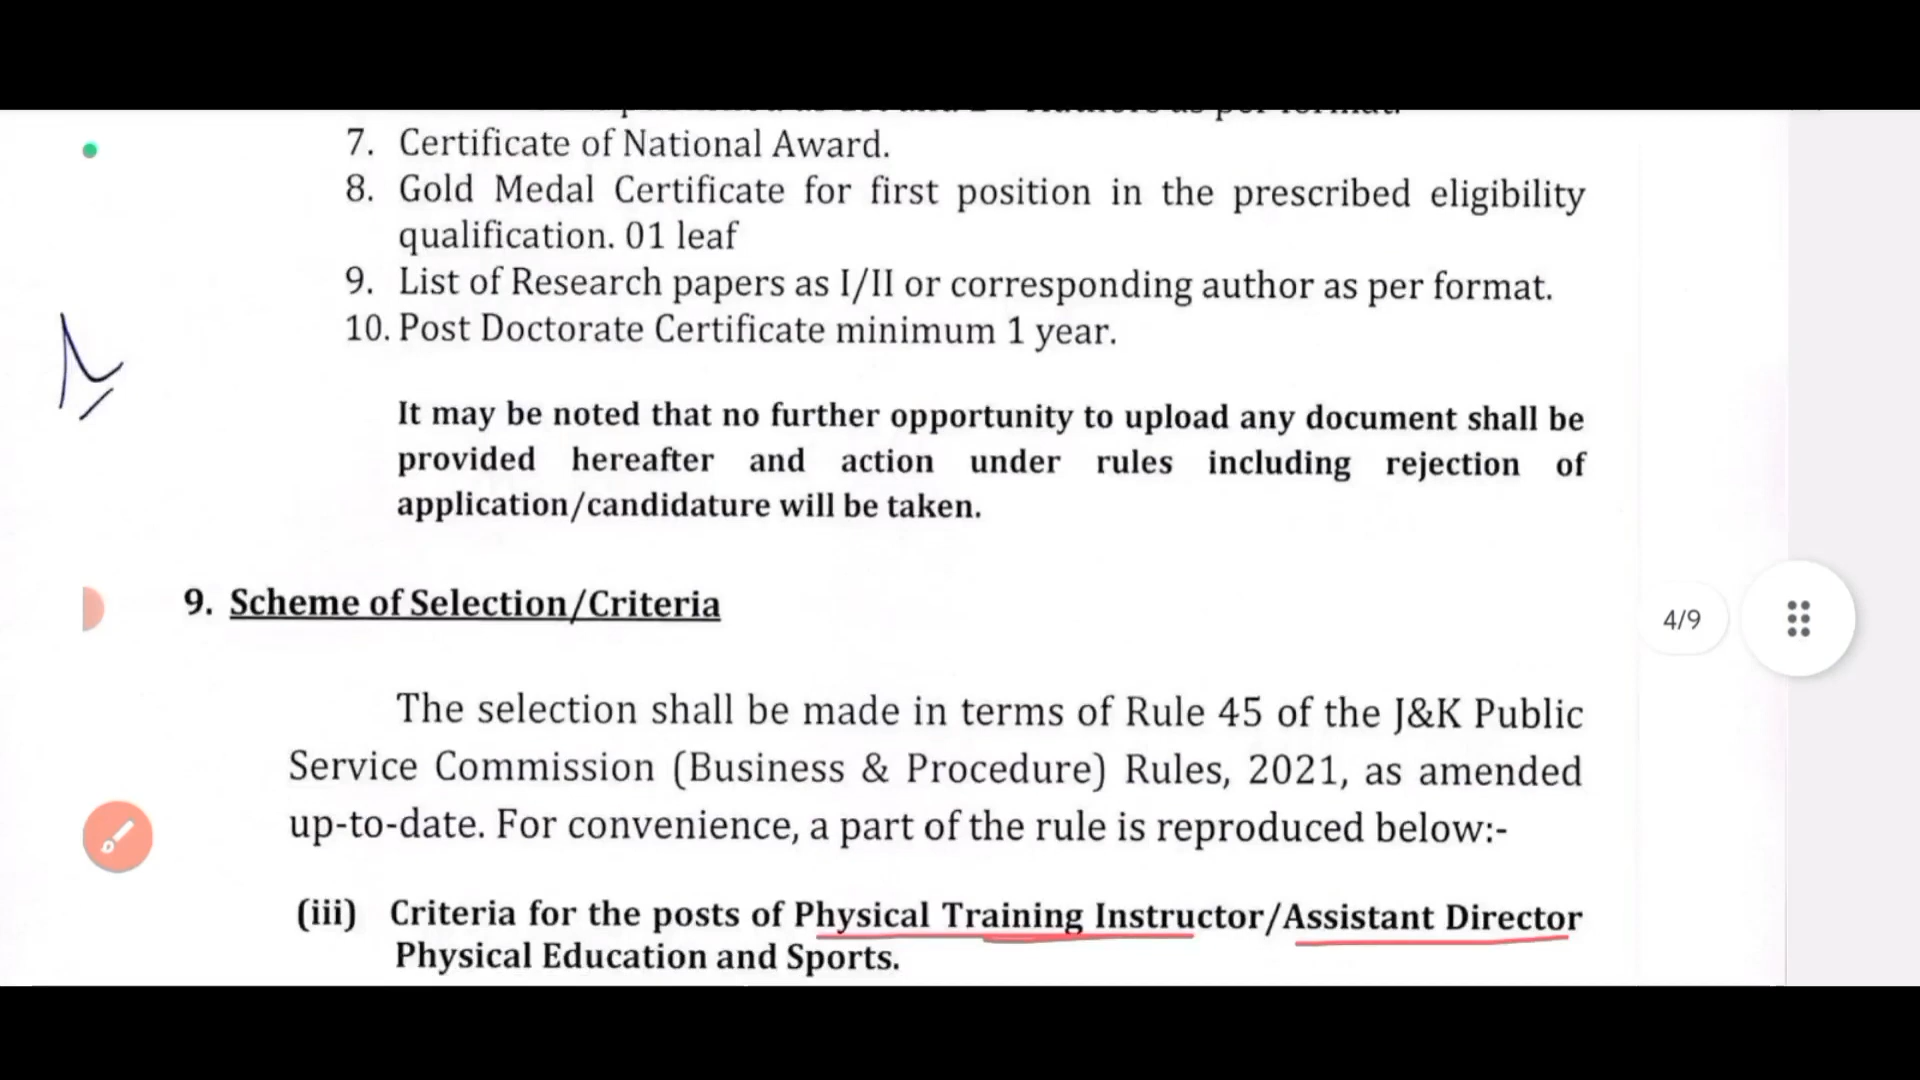 7. Certificate of National Award.
8. Gold Medal Certificate for first position in the prescribed eligibility
qualification. 01 leaf
9. List of Research papers as I/II or corresponding author as per format.
10. Post Doctorate Certificate minimum 1 year.
It may be noted that no further opportunity to upload any document shall be
provided hereafter and action under rules including rejection of
application/candidature will be taken.
9. Scheme of Selection/Criteria
4/9
The selection shall be made in terms of Rule 45 of the J&K Public
Service Commission (Business & Procedure) Rules, 2021, as amended
up-to-date. For convenience, a part of the rule is reproduced below:-
(iii) Criteria for the posts of Physical Training Instructor/Assistant Director
Physical Education and Sports.